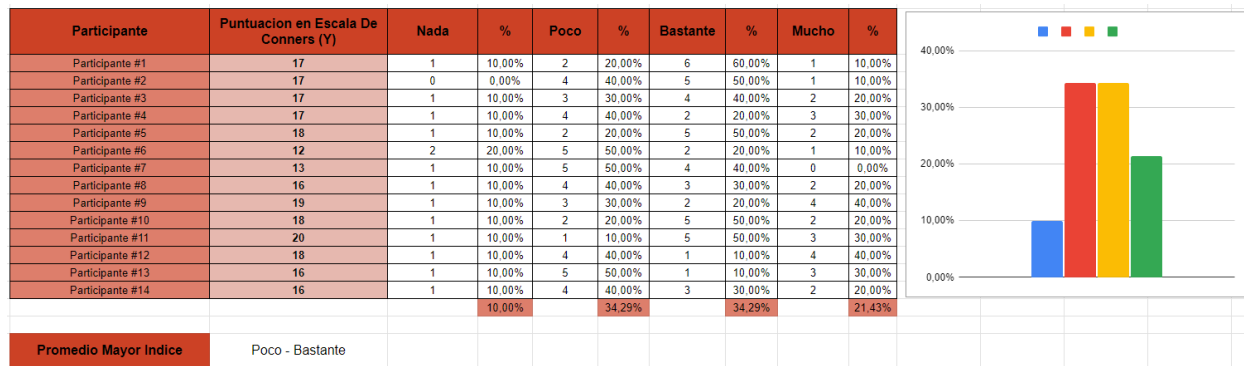 Participante Puntuacion en Escala De Conners (Y) Nada % Poco % Bastante % Mucho %
Participante #1 17 1 10,00% 2 20,00% 6 60,00% 1 10,00%
Participante #2 17 0 0,00% 4 40,00% 5 50,00% 1 10,00%
Participante #3 17 1 10,00% 3 30,00% 4 40,00% 2 20,00%
Participante #4 17 1 10,00% 4 40,00% 2 20,00% 3 30,00%
Participante #5 18 1 10,00% 2 20,00% 5 50,00% 2 20,00%
Participante #6 12 2 20,00% 5 50,00% 2 20,00% 1 10,00%
Participante #7 13 1 10,00% 5 50,00% 4 40,00% 0 0,00%
Participante #8 16 1 10,00% 4 40,00% 3 30,00% 2 20,00%
Participante #9 19 1 10,00% 3 30,00% 2 20,00% 4 40,00%
Participante #10 18 1 10,00% 2 20,00% 5 50,00% 2 20,00%
Participante #11 20 1 10,00% 1 10,00% 5 50,00% 3 30,00%
Participante #12 18 1 10,00% 4 40,00% 1 10,00% 4 40,00%
Participante #13 16 1 10,00% 5 50,00% 1 10,00% 3 30,00%
Participante #14 16 1 10,00% 4 40,00% 3 30,00% 2 20,00%
10,00% 34,29% 34,29% 21,43%
Promedio Mayor Indice Poco - Bastante
40,00%
30,00%
20,00%
10,00%
0,00%